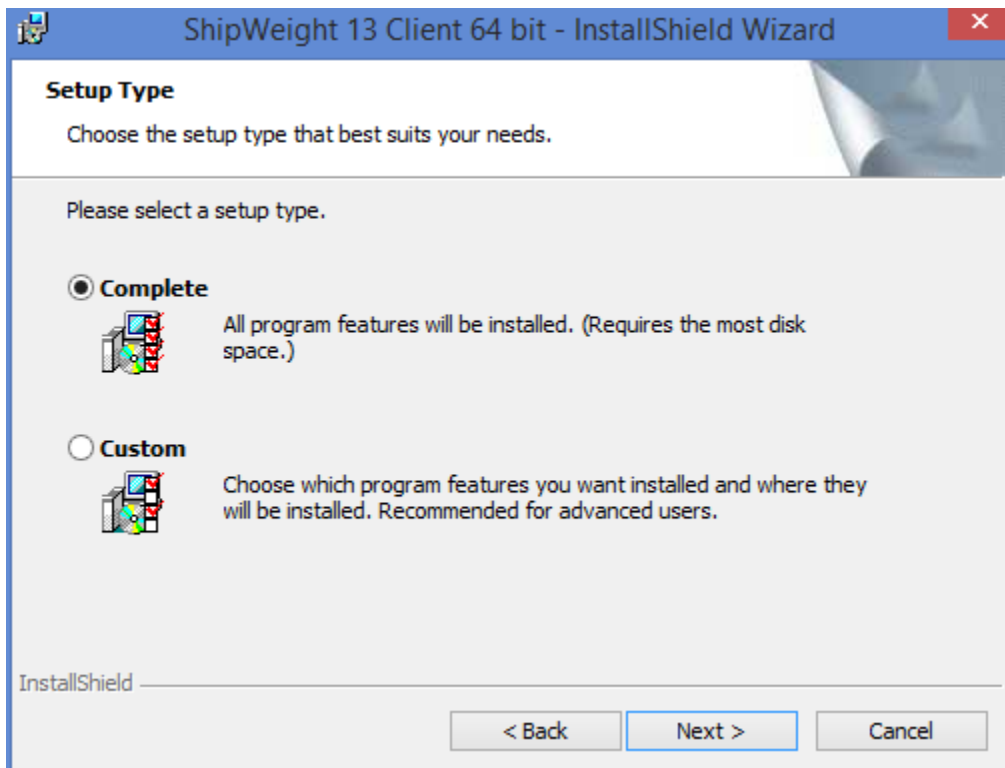 ShipWeight 13 Client 64 bit - InstallShield Wizard
Setup Type
Choose the setup type that best suits your needs.
Please select a setup type.
Complete
All program features will be installed. (Requires the most disk
space.)
Custom
Choose which program features you want installed and where they
will be installed. Recommended for advanced users.
InstallShield
< Back Next > Cancel